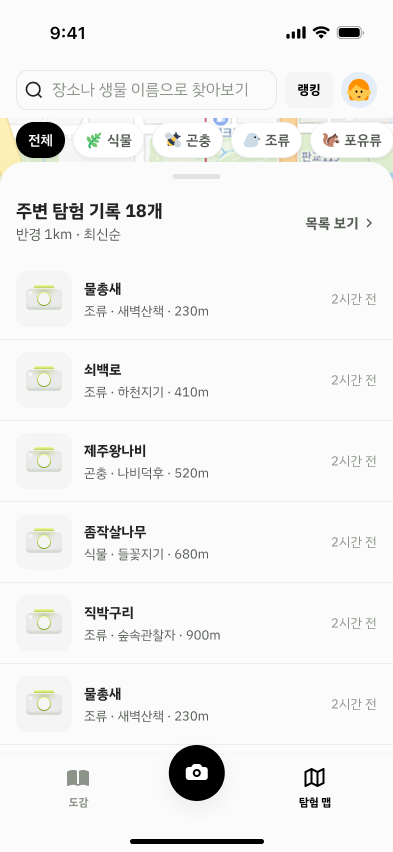 9:41
장소나 생물 이름으로 찾아보기
랭킹
전체
식물
곤충
조류
포유류
주변 탐험 기록 18개
반경 1km · 최신순
목록 보기
물총새
조류 · 새벽산책 · 230m
2시간 전
쇠백로
조류 · 하천지기 · 410m
2시간 전
제주왕나비
곤충 · 나비덕후 · 520m
2시간 전
좀작살나무
식물 · 들꽃지기 · 680m
2시간 전
직박구리
조류 · 숲속관찰자 · 900m
2시간 전
물총새
조류 · 새벽산책 · 230m
2시간 전
도감
탐험 맵